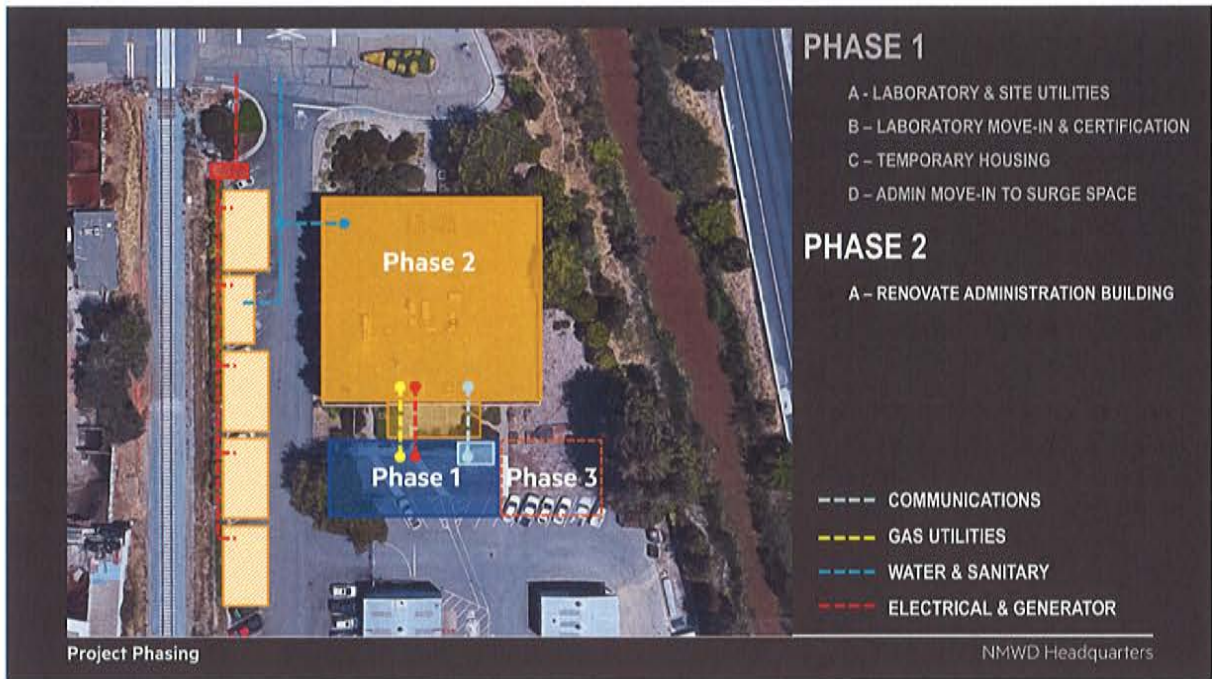 PHASE 1
A - LABORATORY & SITE UTILITIES
B – LABORATORY MOVE-IN & CERTIFICATION
C – TEMPORARY HOUSING
D – ADMIN MOVE-IN TO SURGE SPACE
PHASE 2
A – RENOVATE ADMINISTRATION BUILDING
Phase 2
Phase 1
Phase 3
COMMUNICATIONS
GAS UTILITIES
WATER & SANITARY
ELECTRICAL & GENERATOR
Project Phasing
NMWD Headquarters